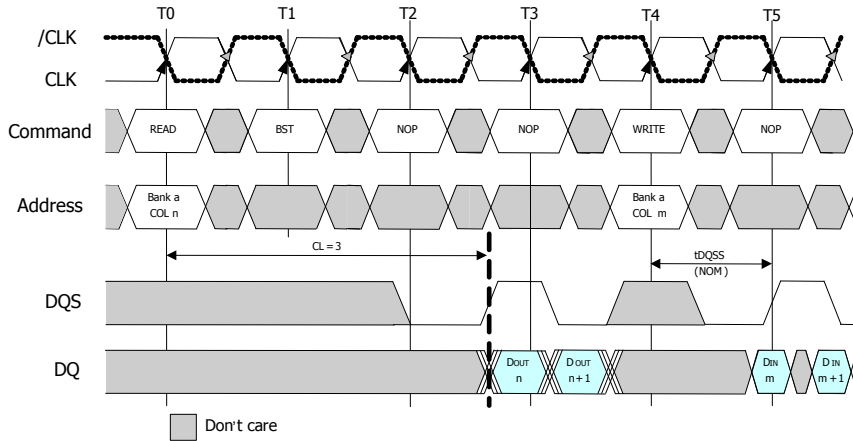 T0 T1 T2 T3 T4 T5
/CLK
CLK
Command READ BST NOP NOP WRITE NOP
Address Bank a COL n Bank a COL m
CL = 3
tDQSS
(NOM)
DQS
DQ DOUT n DOUT n+1 DIN m DIN m+1
Don't care